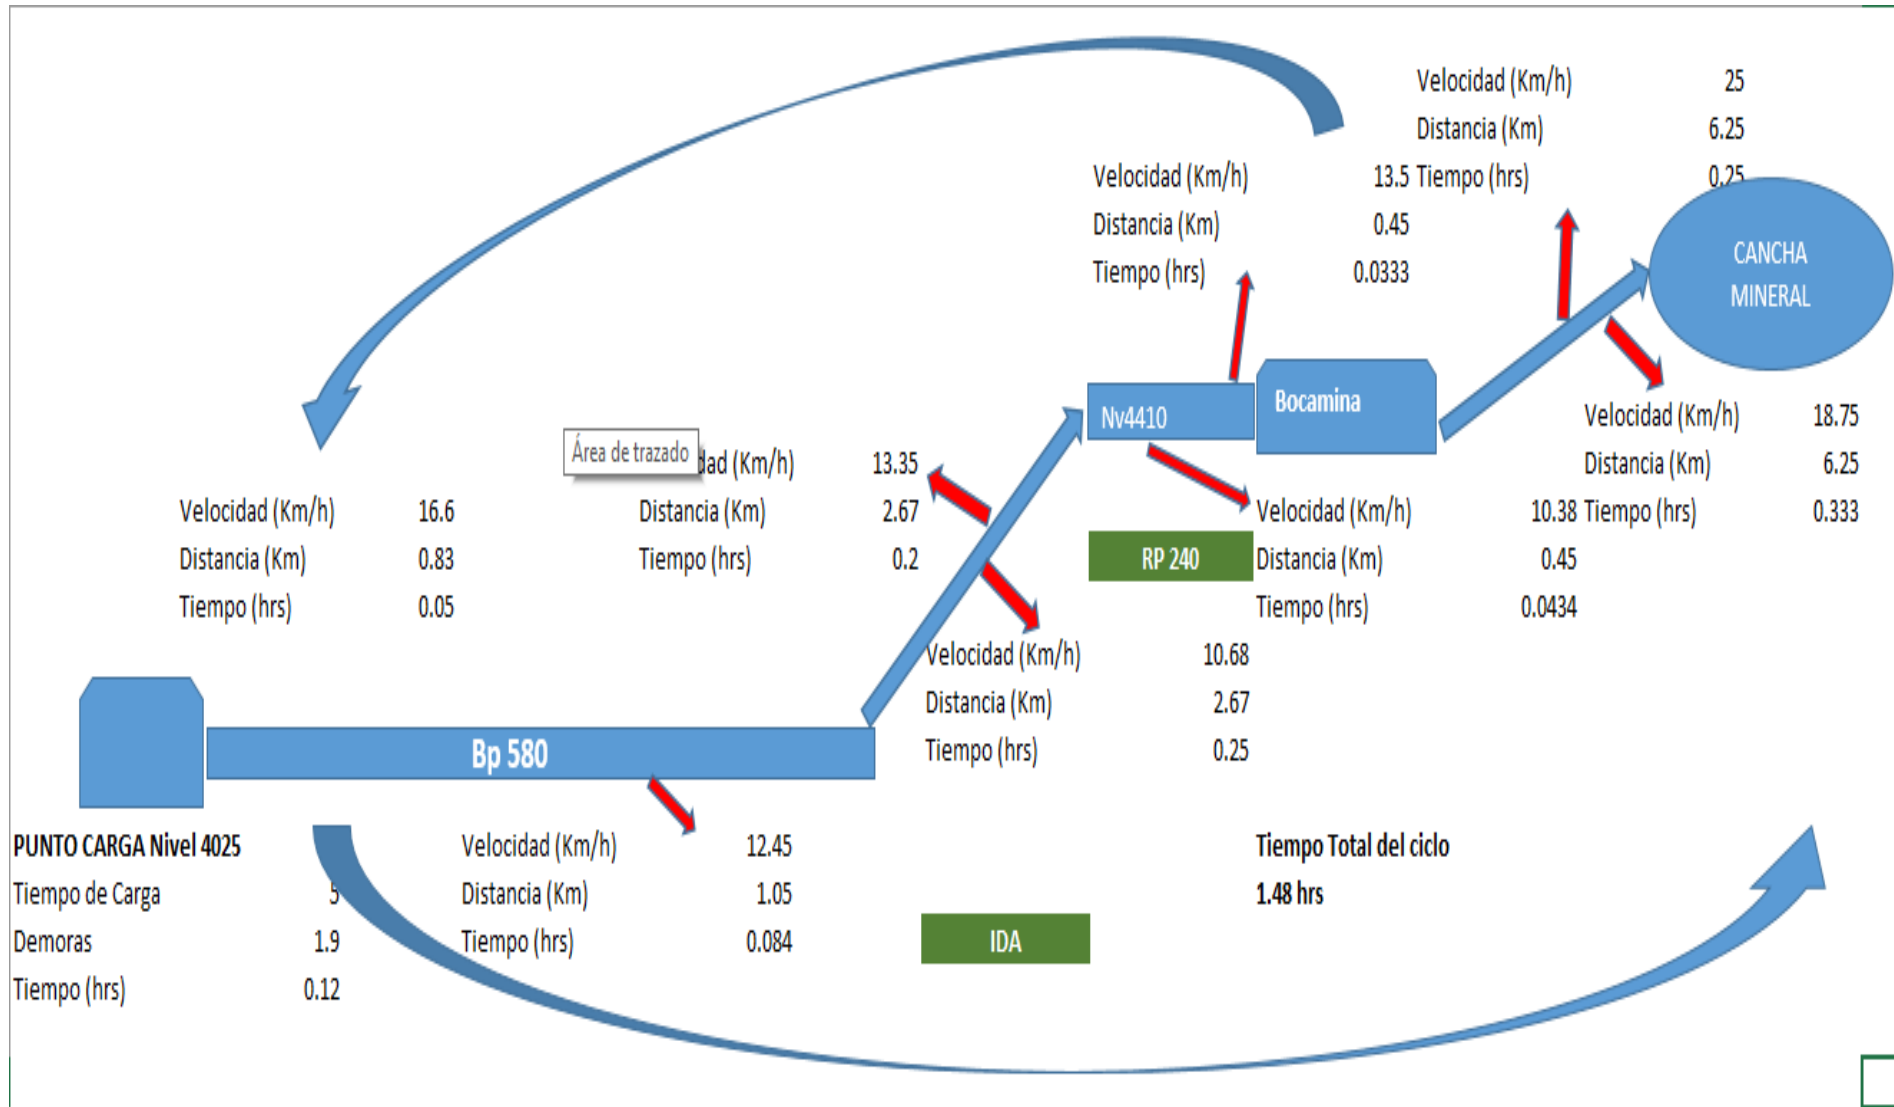 Velocidad (Km/h) 25
Distancia (Km) 6.25
Tiempo (hrs) 0.25
Velocidad (Km/h) 13.5
Distancia (Km) 0.45
Tiempo (hrs) 0.0333
CANCHA
MINERAL
Nv4410
Bocamina
Velocidad (Km/h) 18.75
Distancia (Km) 6.25
Tiempo (hrs) 0.333
Área de trazado
dad (Km/h) 13.35
Distancia (Km) 2.67
Tiempo (hrs) 0.2
Velocidad (Km/h) 16.6
Distancia (Km) 0.83
Tiempo (hrs) 0.05
RP 240
Velocidad (Km/h) 10.38
Distancia (Km) 0.45
Tiempo (hrs) 0.0434
Velocidad (Km/h) 10.68
Distancia (Km) 2.67
Tiempo (hrs) 0.25
Bp 580
PUNTO CARGA Nivel 4025
Tiempo de Carga 5
Demoras 1.9
Tiempo (hrs) 0.12
Velocidad (Km/h) 12.45
Distancia (Km) 1.05
Tiempo (hrs) 0.084
IDA
Tiempo Total del ciclo
1.48 hrs